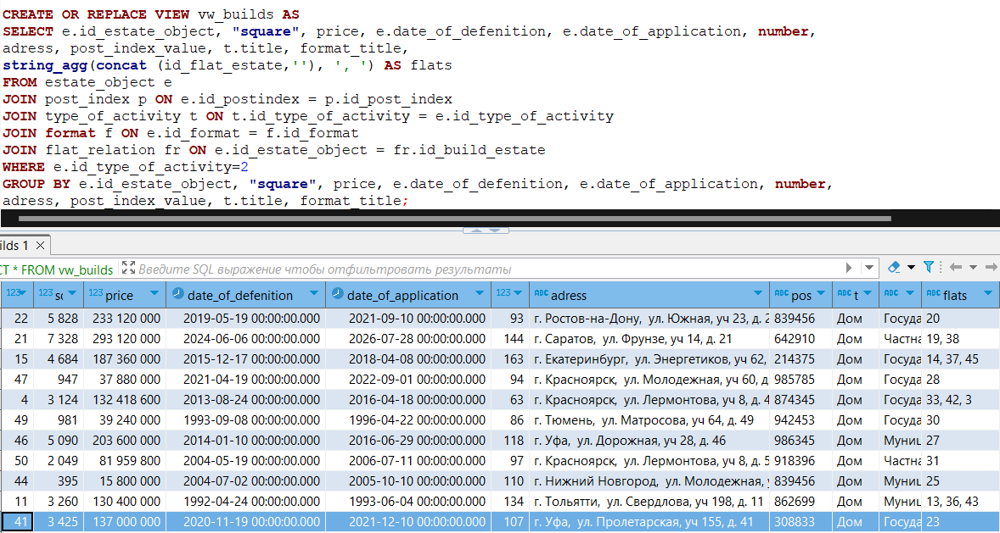 CREATE OR REPLACE VIEW vw_builds AS
SELECT e.id_estate_object, "square", price, e.date_of_defenition, e.date_of_application, number,
adress, post_index_value, t.title, format_title,
string_agg(concat (id_flat_estate,''), ', ') AS flats
FROM estate_object e
JOIN post_index p ON e.id_postindex = p.id_post_index
JOIN type_of_activity t ON t.id_type_of_activity = e.id_type_of_activity
JOIN format f ON e.id_format = f.id_format
JOIN flat_relation fr ON e.id_estate_object = fr.id_build_estate
WHERE e.id_type_of_activity=2
GROUP BY e.id_estate_object, "square", price, e.date_of_defenition, e.date_of_application, number,
adress, post_index_value, t.title, format_title;
ilds 1
CT * FROM vw_builds Введите SQL выражение чтобы отфильтровать результаты
123 123 sc 123 price date_of_defenition date_of_application 123 ABC adress ABC pos ABC t ABC ABC flats
22 5 828 233 120 000 2019-05-19 00:00:00.000 2021-09-10 00:00:00.000 93 г. Ростов-на-Дону, ул. Южная, уч 23, д. 2 839456 Дом Госуда 20
21 7 328 293 120 000 2024-06-06 00:00:00.000 2026-07-28 00:00:00.000 144 г. Саратов, ул. Фрунзе, уч 14, д. 21 642910 Дом Частна 19, 38
15 4 684 187 360 000 2015-12-17 00:00:00.000 2018-04-08 00:00:00.000 163 г. Екатеринбург, ул. Энергетиков, уч 62, 214375 Дом Госуда 14, 37, 45
47 947 37 880 000 2021-04-19 00:00:00.000 2022-09-01 00:00:00.000 94 г. Красноярск, ул. Молодежная, уч 60, д. 985785 Дом Госуда 28
4 3 124 132 418 600 2013-08-24 00:00:00.000 2016-04-18 00:00:00.000 63 г. Красноярск, ул. Лермонтова, уч 8, д. 4 874345 Дом Госуда 33, 42, 3
49 981 39 240 000 1993-09-08 00:00:00.000 1996-04-22 00:00:00.000 86 г. Тюмень, ул. Матросова, уч 64, д. 49 942453 Дом Госуда 30
46 5 090 203 600 000 2014-01-10 00:00:00.000 2016-06-29 00:00:00.000 118 г. Уфа, ул. Дорожная, уч 28, д. 46 986345 Дом Муниц 27
50 2 049 81 959 800 2004-05-19 00:00:00.000 2006-07-11 00:00:00.000 97 г. Красноярск, ул. Лермонтова, уч 8, д. 5 918396 Дом Частна 31
44 395 15 800 000 2004-07-02 00:00:00.000 2005-10-10 00:00:00.000 110 г. Нижний Новгород, ул. Молодежная, 839456 Дом Муниц 25
11 3 260 130 400 000 1992-04-24 00:00:00.000 1993-06-04 00:00:00.000 134 г. Тольятти, ул. Свердлова, уч 198, д. 11 862699 Дом Муниц 13, 36, 43
41 3 425 137 000 000 2020-11-19 00:00:00.000 2021-12-10 00:00:00.000 107 г. Уфа, ул. Пролетарская, уч 155, д. 41 308833 Дом Госуда 23